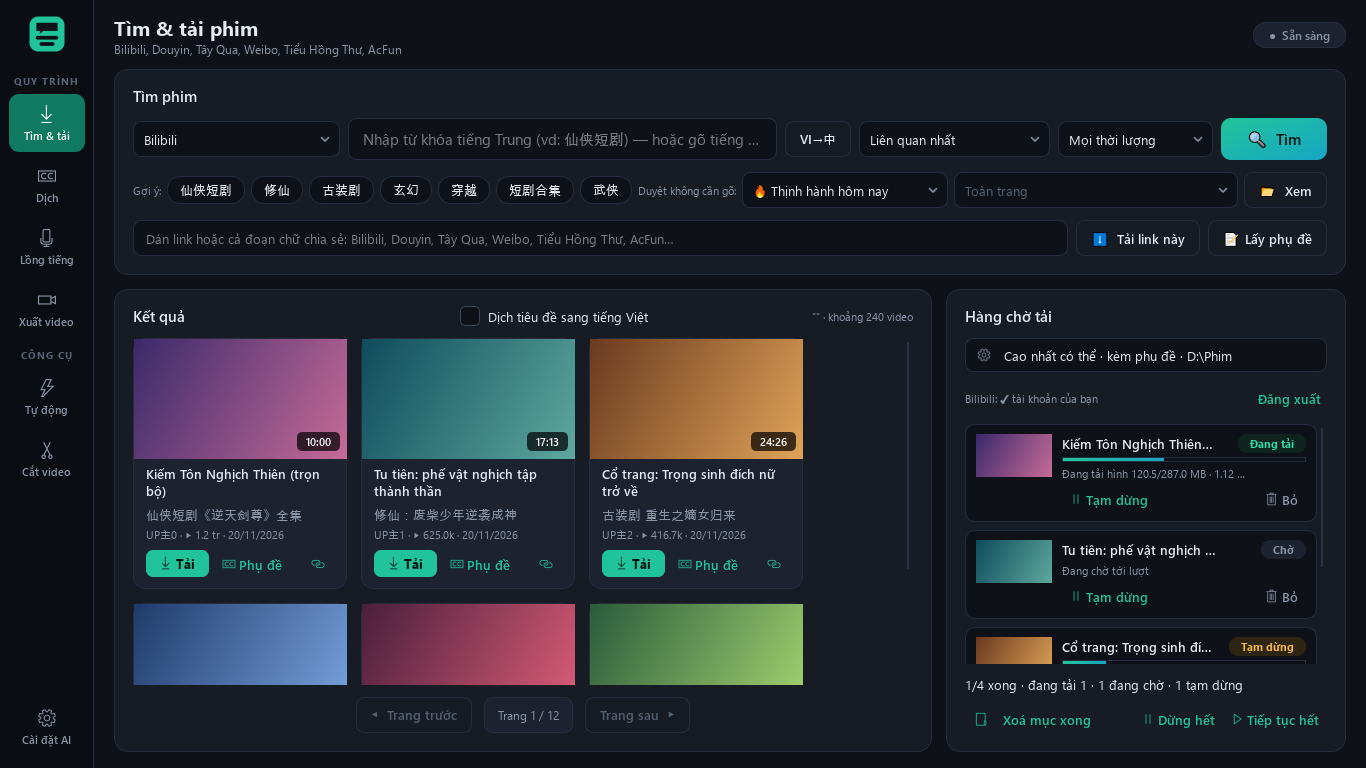 Tìm & tải phim
Bilibili, Douyin, Tây Qua, Weibo, Tiểu Hồng Thư, AcFun
Sẵn sàng
QUY TRÌNH
Tìm & tải
Dịch
Lồng tiếng
Xuất video
CÔNG CỤ
Tự động
Cắt video
Cài đặt AI
Tìm phim
Bilibili
Nhập từ khóa tiếng Trung (vd: 仙侠短剧) — hoặc gõ tiếng ...
VI→中
Liên quan nhất
Mọi thời lượng
Tìm
Gợi ý:
仙侠短剧
修仙
古装剧
玄幻
穿越
短剧合集
武侠
Duyệt không cần gõ:
Thịnh hành hôm nay
Toàn trang
Xem
Dán link hoặc cả đoạn chữ chia sẻ: Bilibili, Douyin, Tây Qua, Weibo, Tiểu Hồng Thư, AcFun...
Tải link này
Lấy phụ đề
Kết quả
Dịch tiêu đề sang tiếng Việt
"" · khoảng 240 video
10:00
Kiếm Tôn Nghịch Thiên (trọn
bộ)
仙侠短剧《逆天剑尊》全集
UP主0 · ▶ 1.2 tr · 20/11/2026
Tải
CC Phụ đề
17:13
Tu tiên: phế vật nghịch tập
thành thần
修仙：废柴少年逆袭成神
UP主1 · ▶ 625.0k · 20/11/2026
Tải
CC Phụ đề
24:26
Cổ trang: Trọng sinh đích nữ
trở về
古装剧 重生之嫡女归来
UP主2 · ▶ 416.7k · 20/11/2026
Tải
CC Phụ đề
Trang trước
Trang 1 / 12
Trang sau
Hàng chờ tải
Cao nhất có thể · kèm phụ đề · D:\Phim
Bilibili: ✓ tài khoản của bạn
Đăng xuất
Kiếm Tôn Nghịch Thiên...
Đang tải
Đang tải hình 120.5/287.0 MB · 1.12 ...
Tạm dừng
Bỏ
Tu tiên: phế vật nghịch ...
Chờ
Đang chờ tới lượt
Tạm dừng
Bỏ
Cổ trang: Trọng sinh đí...
Tạm dừng
1/4 xong · đang tải 1 · 1 đang chờ · 1 tạm dừng
Xoá mục xong
Dừng hết
Tiếp tục hết